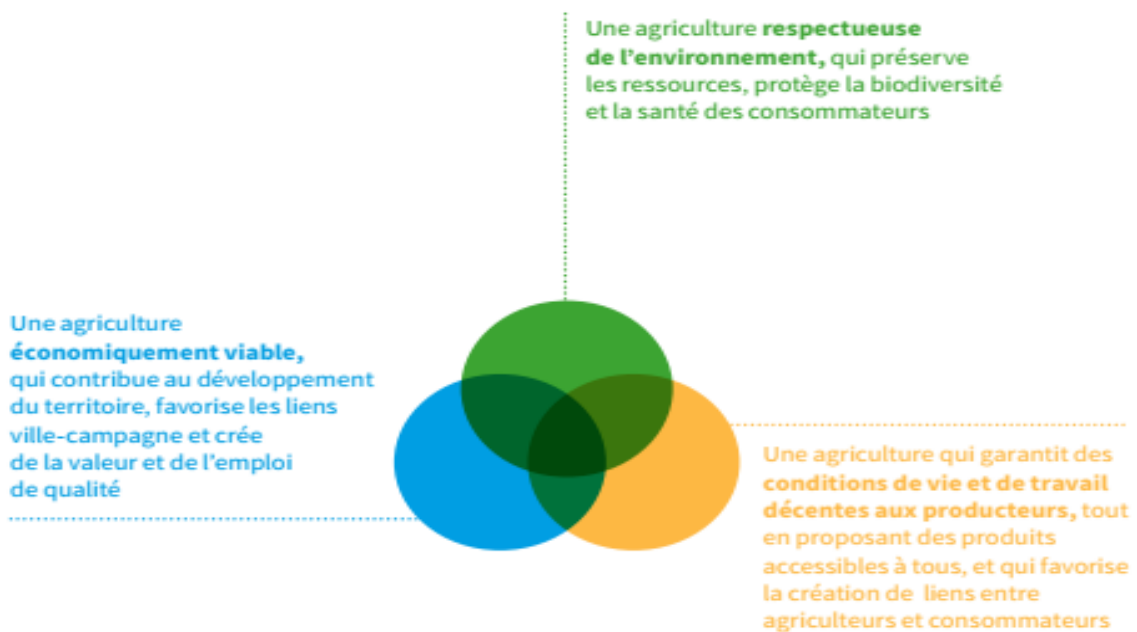 Une agriculture respectueuse
de l'environnement, qui préserve
les ressources, protège la biodiversité
et la santé des consommateurs
Une agriculture
économiquement viable,
qui contribue au développement
du territoire, favorise les liens
ville-campagne et crée
de la valeur et de l'emploi
de qualité
Une agriculture qui garantit des
conditions de vie et de travail
décentes aux producteurs, tout
en proposant des produits
accessibles à tous, et qui favorise
la création de liens entre
agriculteurs et consommateurs